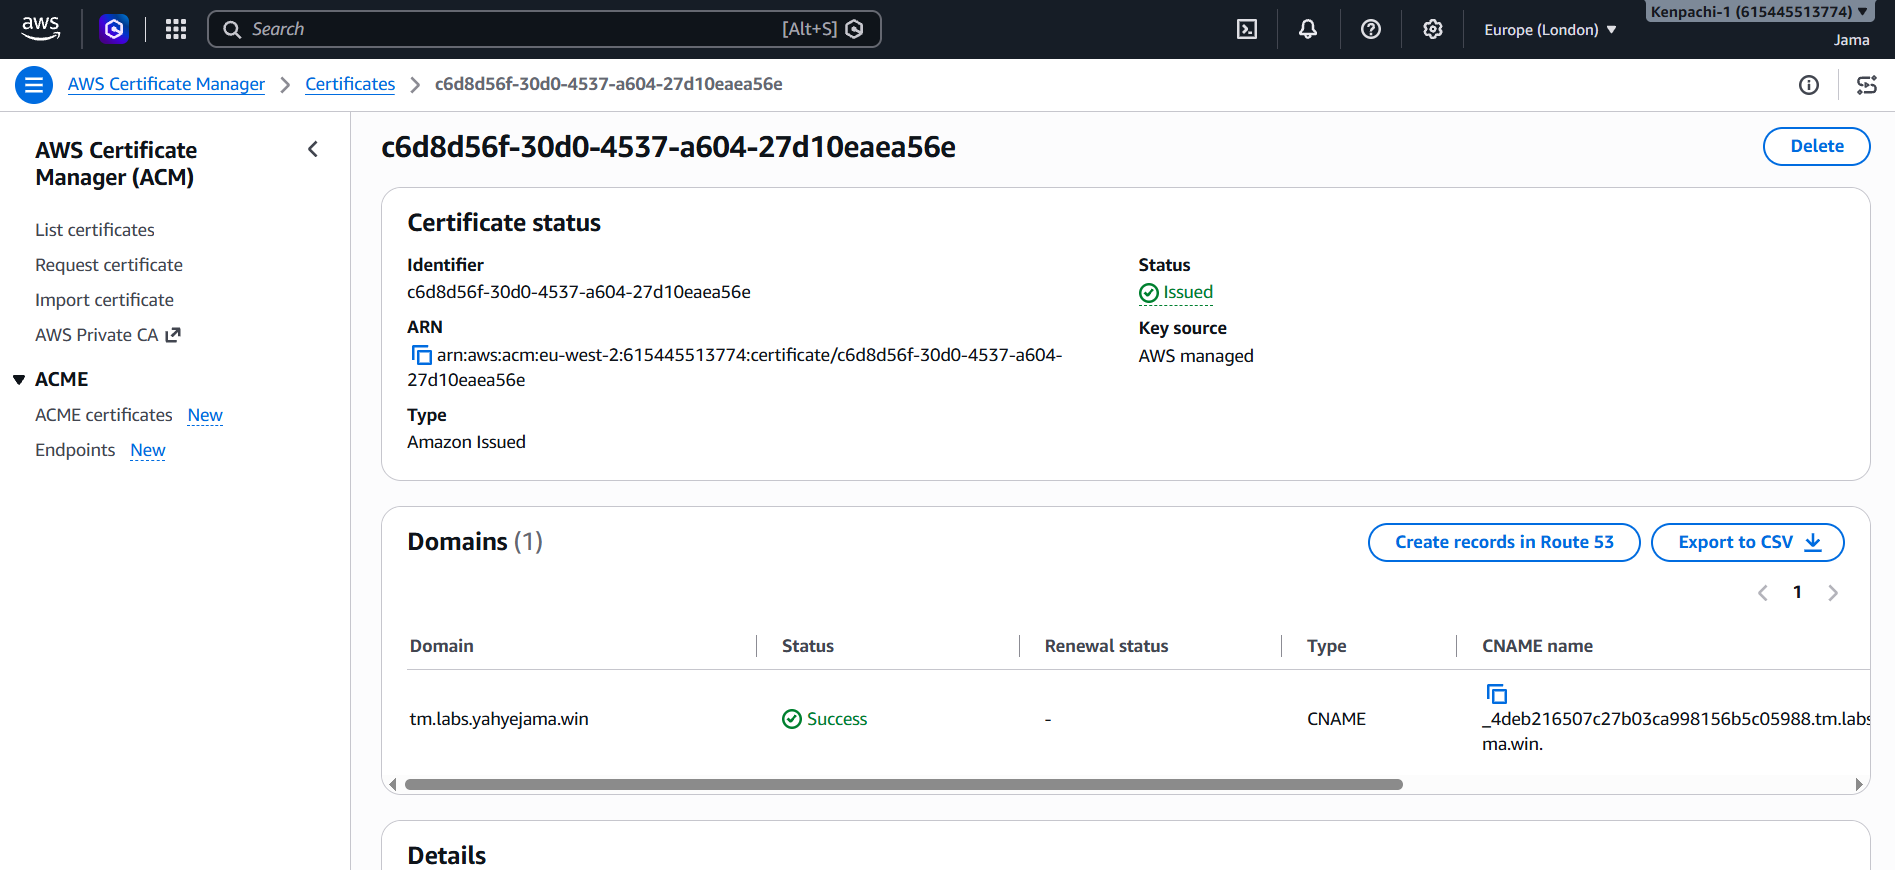 aws
Search
[Alt+S]
Europe (London)
Kenpachi-1 (615445513774)
Jama
AWS Certificate Manager
Certificates
c6d8d56f-30d0-4537-a604-27d10eaea56e
AWS Certificate
Manager (ACM)
List certificates
Request certificate
Import certificate
AWS Private CA
ACME
ACME certificates New
Endpoints New
c6d8d56f-30d0-4537-a604-27d10eaea56e
Delete
Certificate status
Identifier
c6d8d56f-30d0-4537-a604-27d10eaea56e
ARN
arn:aws:acm:eu-west-2:615445513774:certificate/c6d8d56f-30d0-4537-a604-
27d10eaea56e
Type
Amazon Issued
Status
Issued
Key source
AWS managed
Domains (1)
Create records in Route 53
Export to CSV
1
Domain Status Renewal status Type CNAME name
tm.labs.yahyejama.win Success - CNAME
_4deb216507c27b03ca998156b5c05988.tm.labs
ma.win.
Details